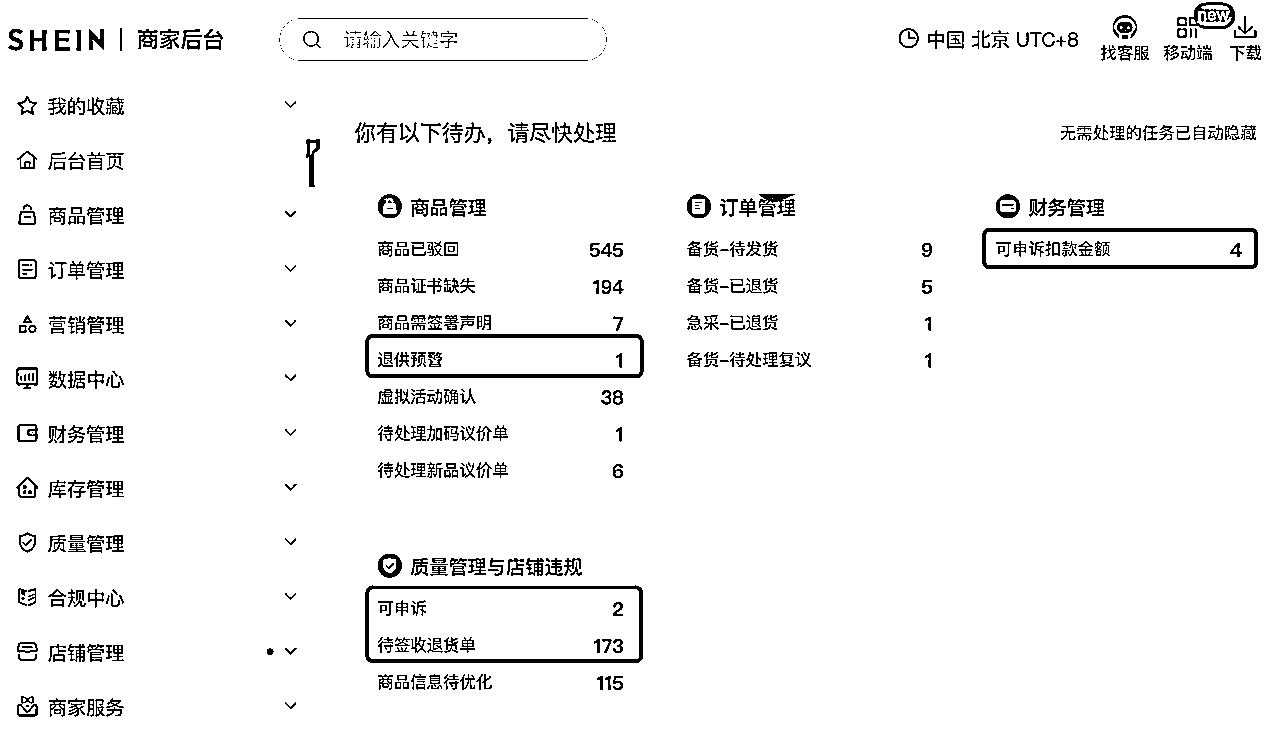 SHEIN | 商家后台
请输入关键字
中国 北京 UTC+8
找客服
new
移动端
下载
我的收藏
后台首页
商品管理
订单管理
营销管理
数据中心
财务管理
库存管理
质量管理
合规中心
店铺管理
商家服务
你有以下待办，请尽快处理
无需处理的任务已自动隐藏
商品管理
商品已驳回 545
商品证书缺失 194
商品需签署声明 7
退供预警 1
虚拟活动确认 38
待处理加码议价单 1
待处理新品议价单 6
订单管理
备货-待发货 9
备货-已退货 5
急采-已退货 1
备货-待处理复议 1
财务管理
可申诉扣款金额 4
质量管理与店铺违规
可申诉 2
待签收退货单 173
商品信息待优化 115